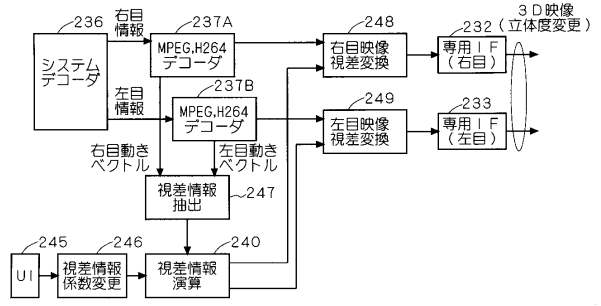 236
右目
情報
237A
248
232
3D映像
(立体度変更)
システム
デコーダ
MPEG,H264
デコーダ
右目映像
視差変換
専用IF
(右目)
左目
情報
237B
MPEG,H264
デコーダ
249
左目映像
視差変換
233
専用IF
(左目)
右目動き
ベクトル
左目動き
ベクトル
視差情報
抽出
247
245
246
240
UI
視差情報
係数変更
視差情報
演算